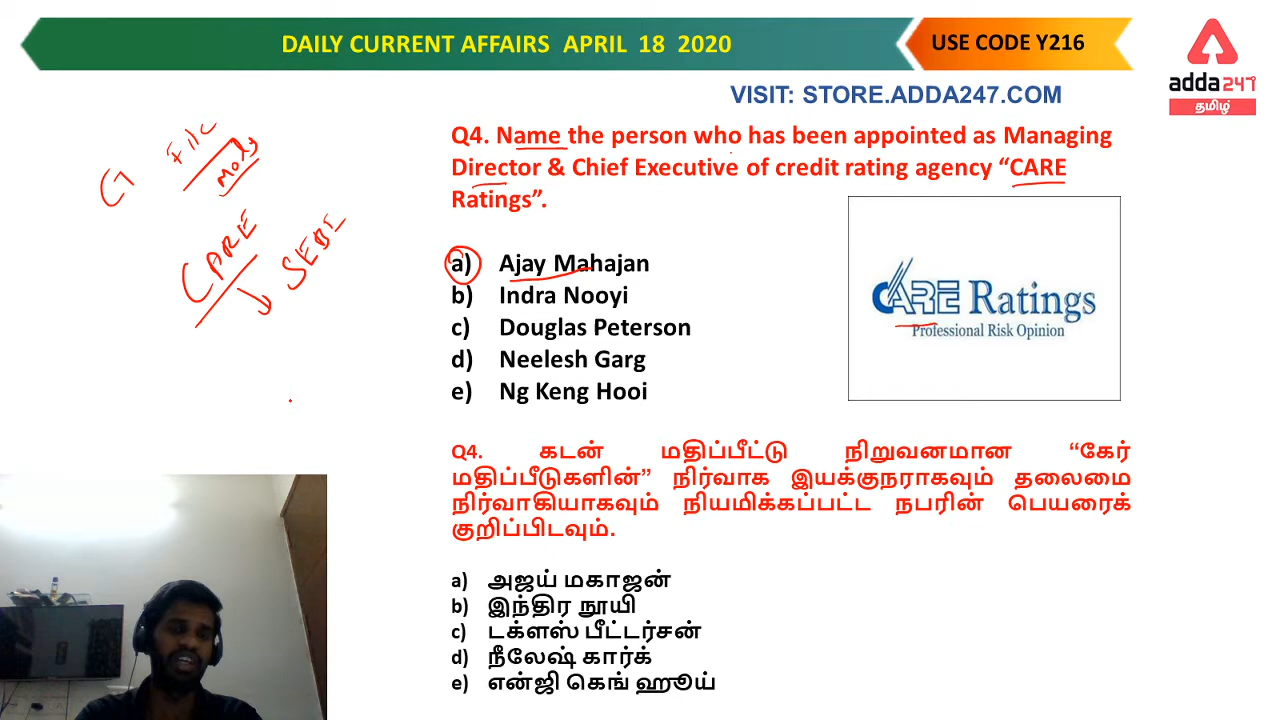 DAILY CURRENT AFFAIRS APRIL 18 2020
USE CODE Y216
adda247
தமிழ்
VISIT: STORE.ADDA247.COM
Q4. Name the person who has been appointed as Managing
Director & Chief Executive of credit rating agency “CARE
Ratings”.
a) Ajay Mahajan
b) Indra Nooyi
c) Douglas Peterson
d) Neelesh Garg
e) Ng Keng Hooi
CARE Ratings
Professional Risk Opinion
CARE
SEBI
Q4. கடன் மதிப்பீட்டு நிறுவனமான “கேர்
மதிப்பீடுகளின்” நிர்வாக இயக்குநராகவும் தலைமை
நிர்வாகியாகவும் நியமிக்கப்பட்ட நபரின் பெயரைக்
குறிப்பிடவும்.
a) அஜய் மகாஜன்
b) இந்திர நூயி
c) டக்ளஸ் பீட்டர்சன்
d) நீலேஷ் கார்க்
e) என்ஜி கெங் ஹூய்